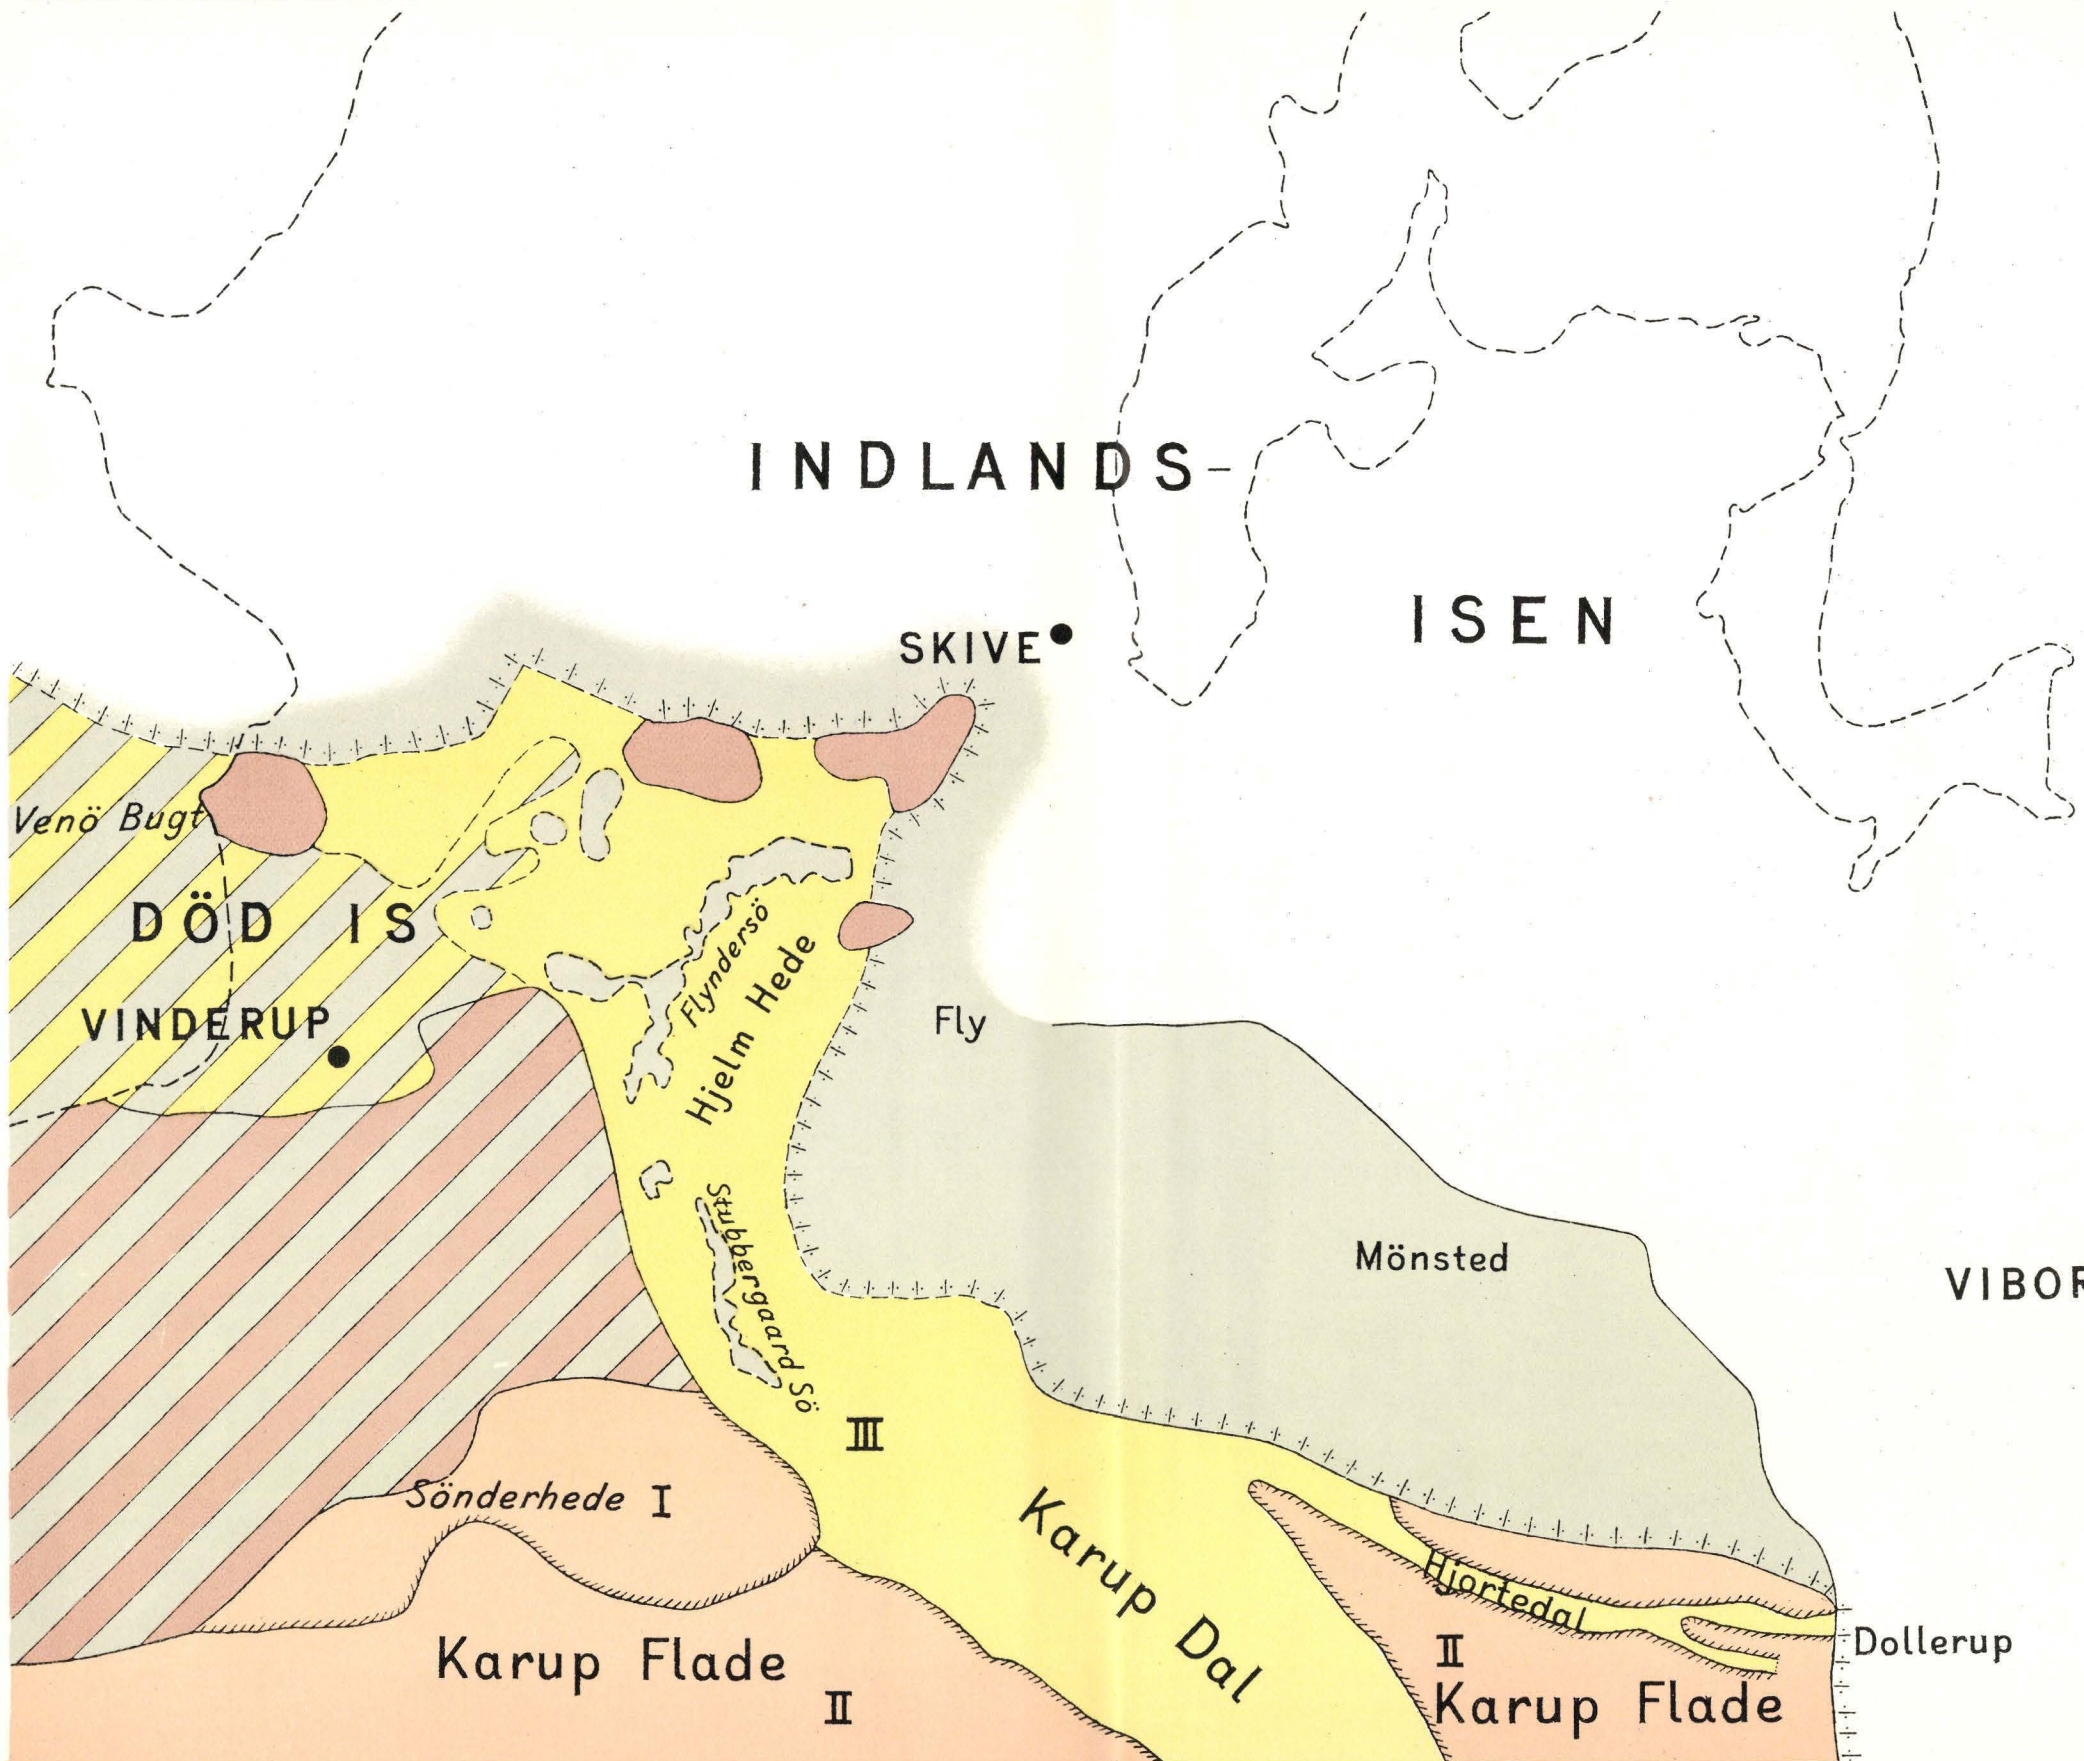 INDLANDS-
ISEN
SKIVE
Venö Bugt
DÖD IS
Flyndersö
Hjelm Hede
VINDERUP
Fly
Stubbergaard Sö
Mönsted
VIBOR
III
Sönderhede I
Karup Dal
Hjortedal
Karup Flade
II
II
Karup Flade
Dollerup